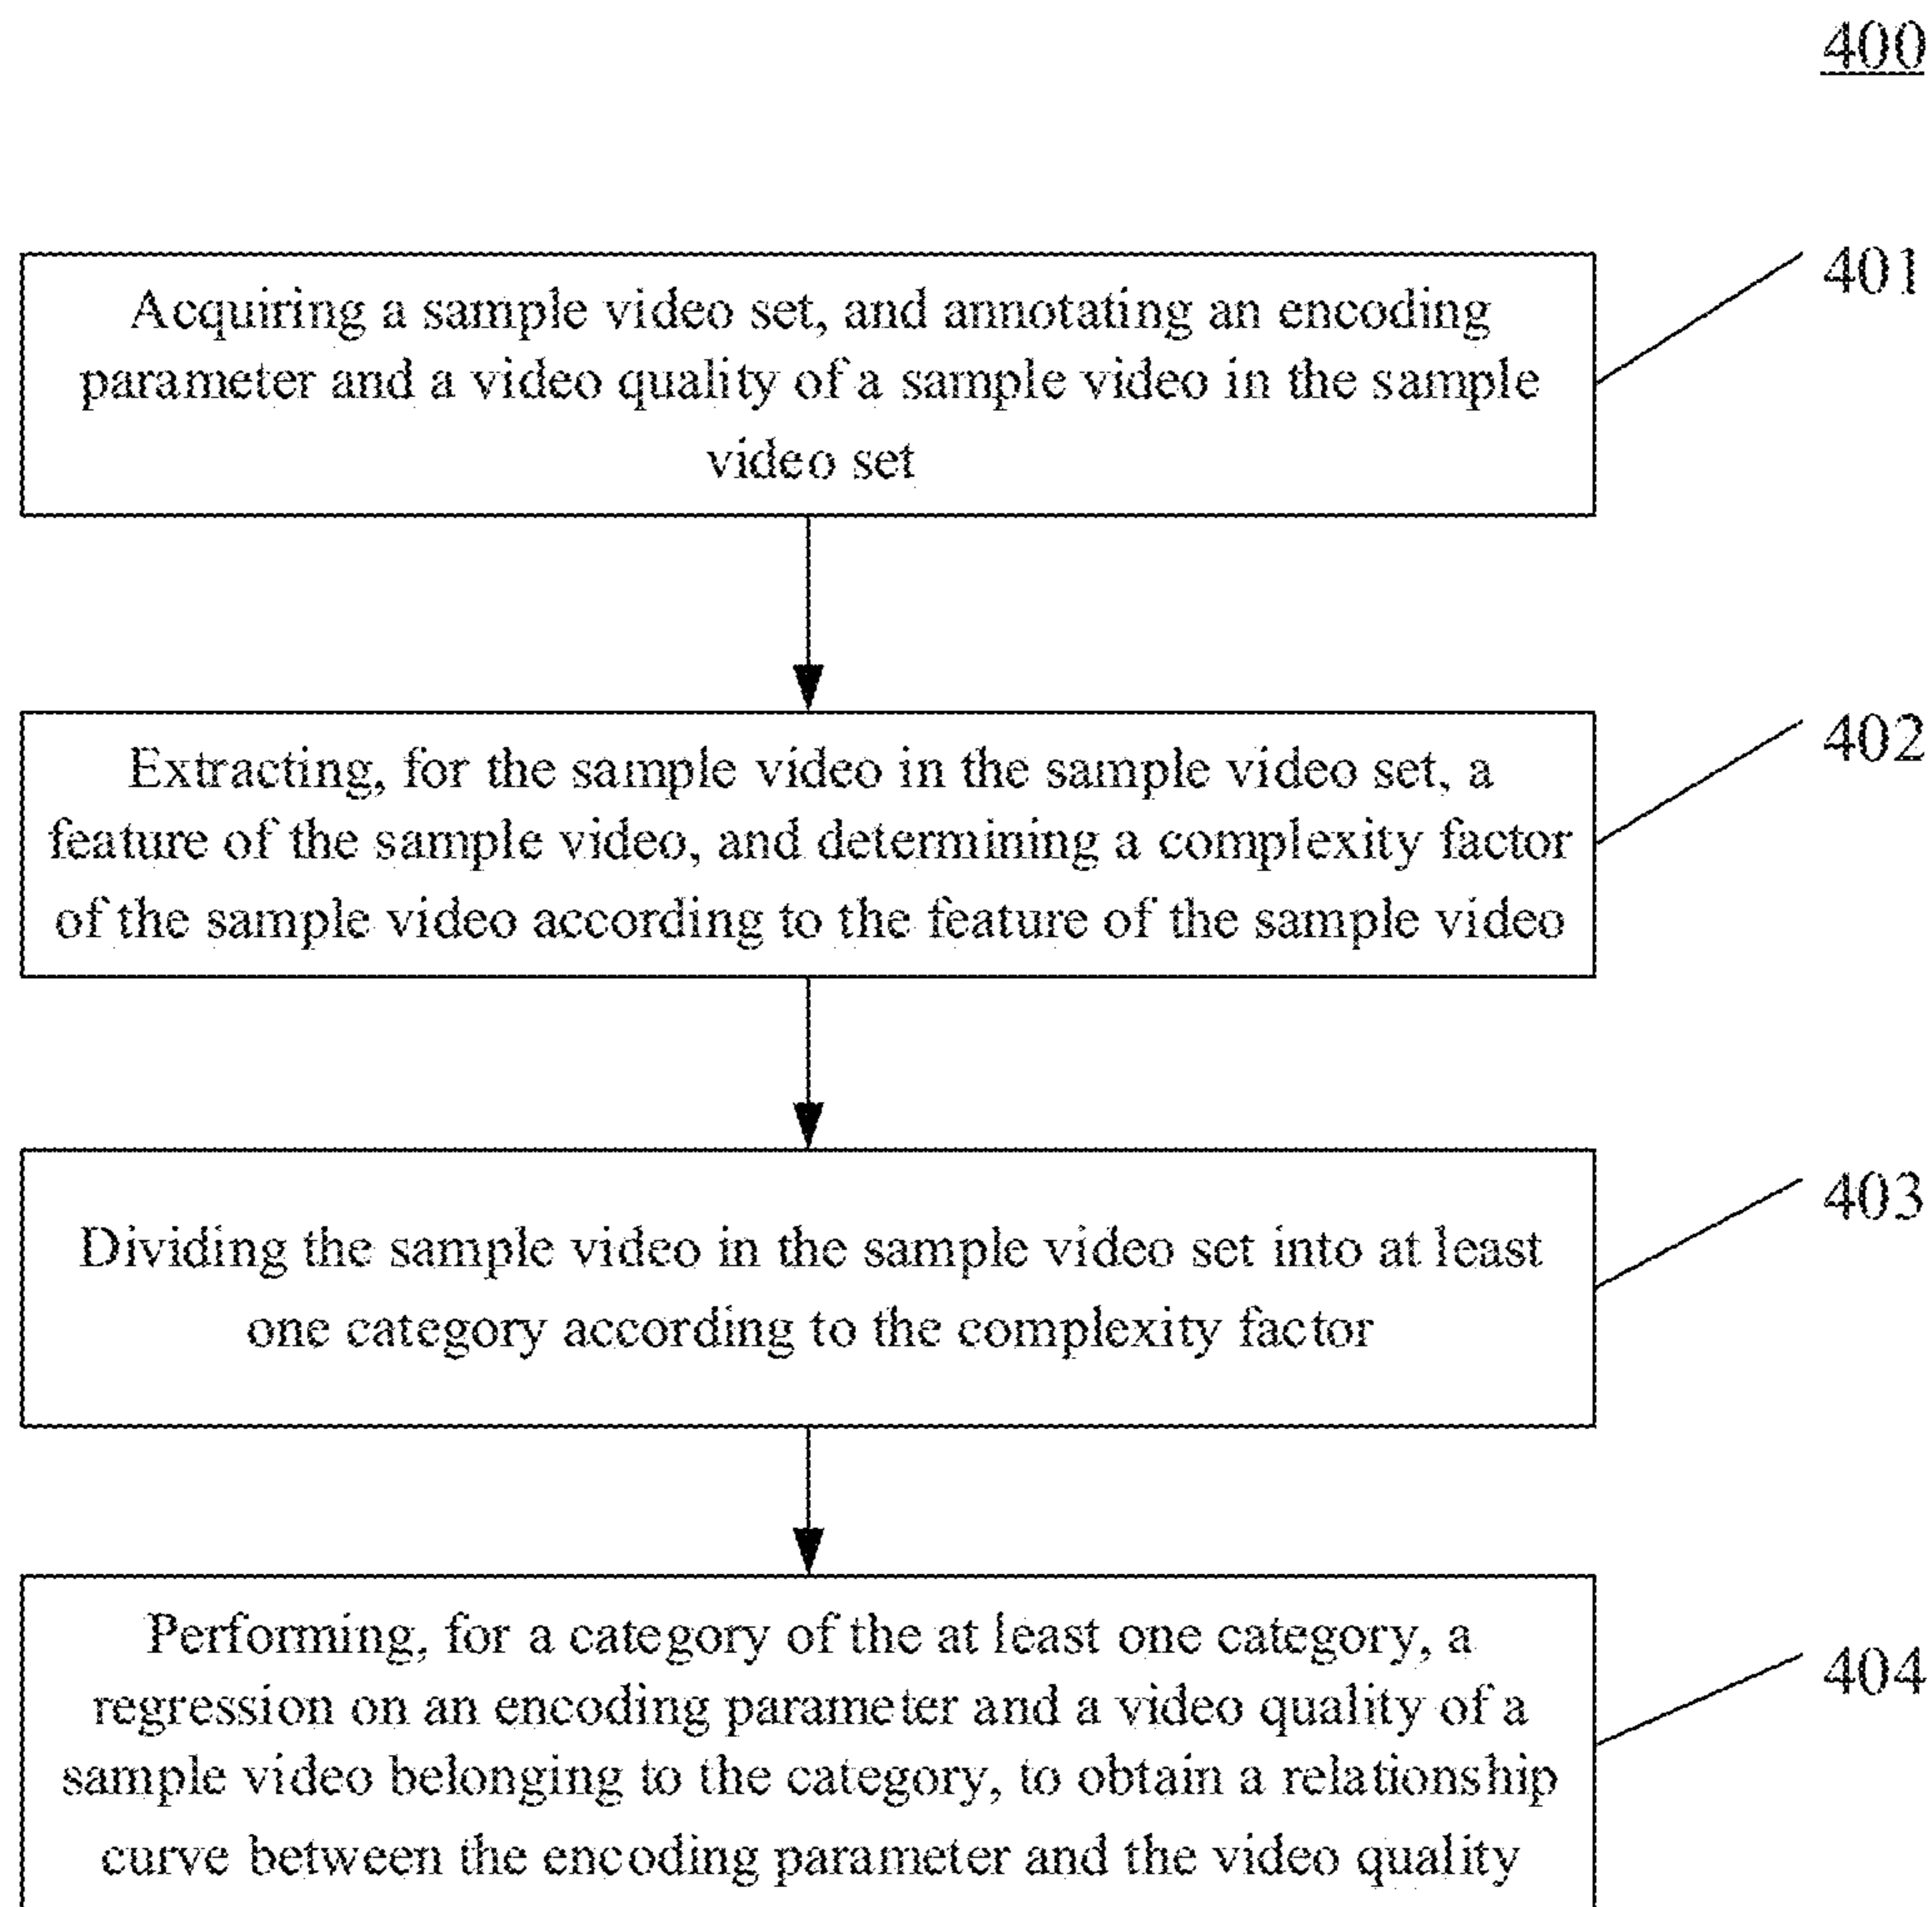 400
401
Acquiring a sample video set, and annotating an encoding
parameter and a video quality of a sample video in the sample
video set
402
Extracting, for the sample video in the sample video set, a
feature of the sample video, and determining a complexity factor
of the sample video according to the feature of the sample video
403
Dividing the sample video in the sample video set into at least
one category according to the complexity factor
404
Performing, for a category of the at least one category, a
regression on an encoding parameter and a video quality of a
sample video belonging to the category, to obtain a relationship
curve between the encoding parameter and the video quality